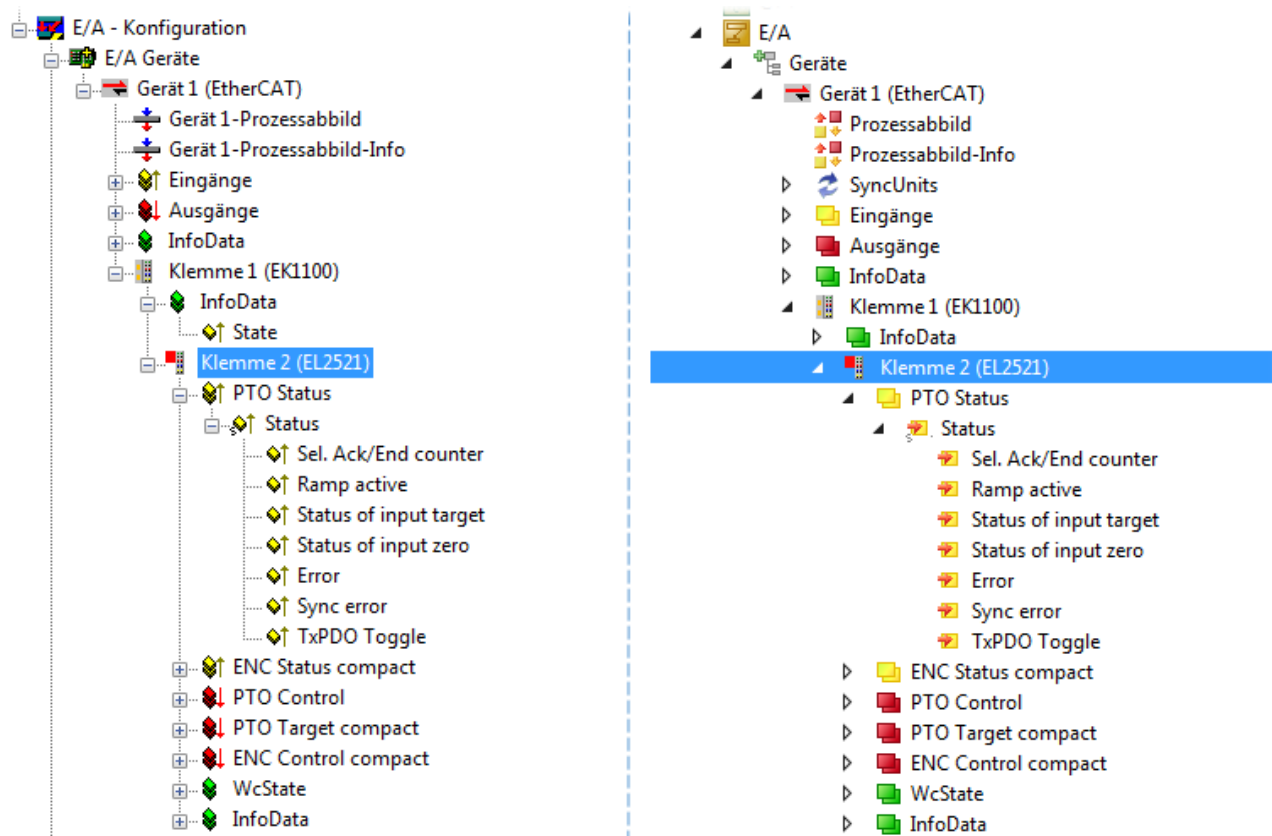 E/A - Konfiguration
E/A Geräte
Gerät 1 (EtherCAT)
Gerät 1-Prozessabbild
Gerät 1-Prozessabbild-Info
Eingänge
Ausgänge
InfoData
Klemme 1 (EK1100)
InfoData
State
Klemme 2 (EL2521)
PTO Status
Status
Sel. Ack/End counter
Ramp active
Status of input target
Status of input zero
Error
Sync error
TxPDO Toggle
ENC Status compact
PTO Control
PTO Target compact
ENC Control compact
WcState
InfoData
E/A
Geräte
Gerät 1 (EtherCAT)
Prozessabbild
Prozessabbild-Info
SyncUnits
Eingänge
Ausgänge
InfoData
Klemme 1 (EK1100)
InfoData
Klemme 2 (EL2521)
PTO Status
Status
Sel. Ack/End counter
Ramp active
Status of input target
Status of input zero
Error
Sync error
TxPDO Toggle
ENC Status compact
PTO Control
PTO Target compact
ENC Control compact
WcState
InfoData